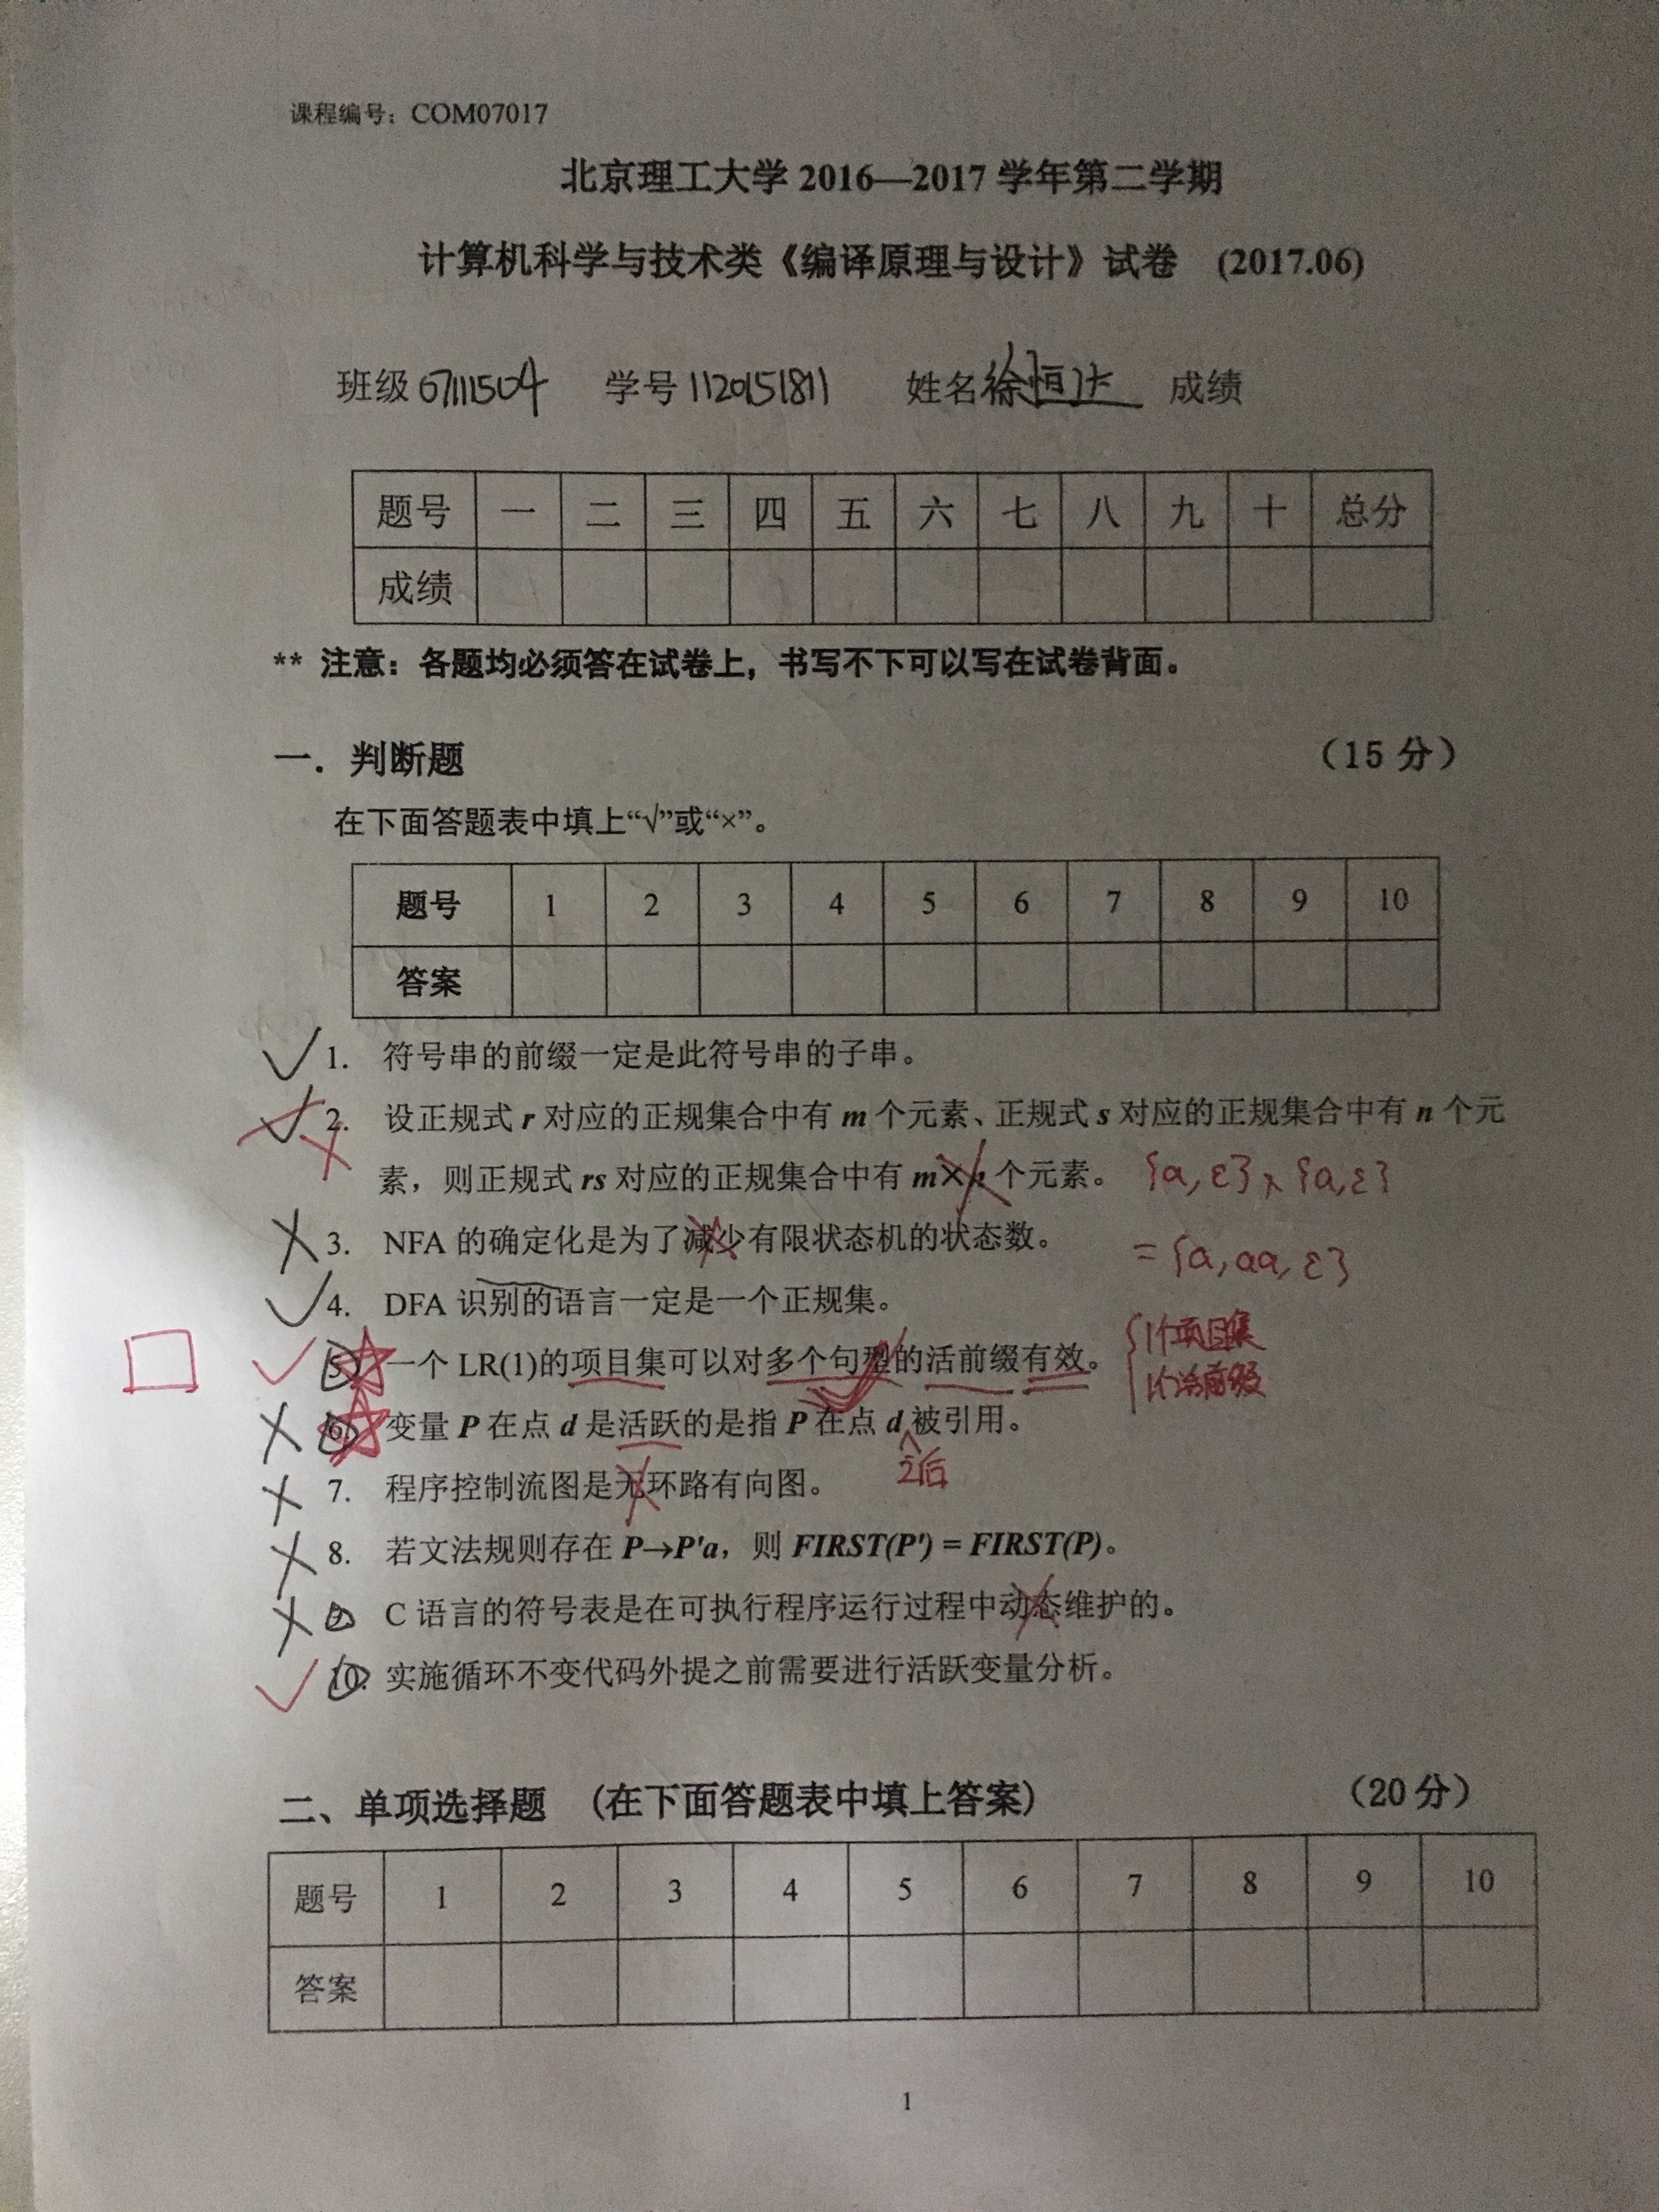 课程编号：COM07017
北京理工大学 2016—2017 学年第二学期
计算机科学与技术类《编译原理与设计》试卷 (2017.06)
班级 07111504 学号 1120151811 姓名 徐恒达 成绩
题号 一 二 三 四 五 六 七 八 九 十 总分
成绩
** 注意：各题均必须答在试卷上，书写不下可以写在试卷背面。
一．判断题 （15 分）
在下面答题表中填上“√”或“×”。
题号 1 2 3 4 5 6 7 8 9 10
答案
✓ 1. 符号串的前缀一定是此符号串的子串。
✓ × 2. 设正规式 r 对应的正规集合中有 m 个元素、正规式 s 对应的正规集合中有 n 个元
素，则正规式 rs 对应的正规集合中有 m×n 个元素。 {a,ε}×{a,ε}
× 3. NFA 的确定化是为了减少有限状态机的状态数。 = {a,aa,ε}
✓ 4. DFA 识别的语言一定是一个正规集。
✓ 5. 一个 LR(1)的项目集可以对多个句型的活前缀有效。 1个项目集
1个活前缀
× 6. 变量 P 在点 d 是活跃的是指 P 在点 d 被引用。
之后
× 7. 程序控制流图是无环路有向图。
× 8. 若文法规则存在 P→P'a，则 FIRST(P') = FIRST(P)。
× 9. C 语言的符号表是在可执行程序运行过程中动态维护的。
✓ 10. 实施循环不变代码外提之前需要进行活跃变量分析。
二、单项选择题 (在下面答题表中填上答案) （20 分）
题号 1 2 3 4 5 6 7 8 9 10
答案
1